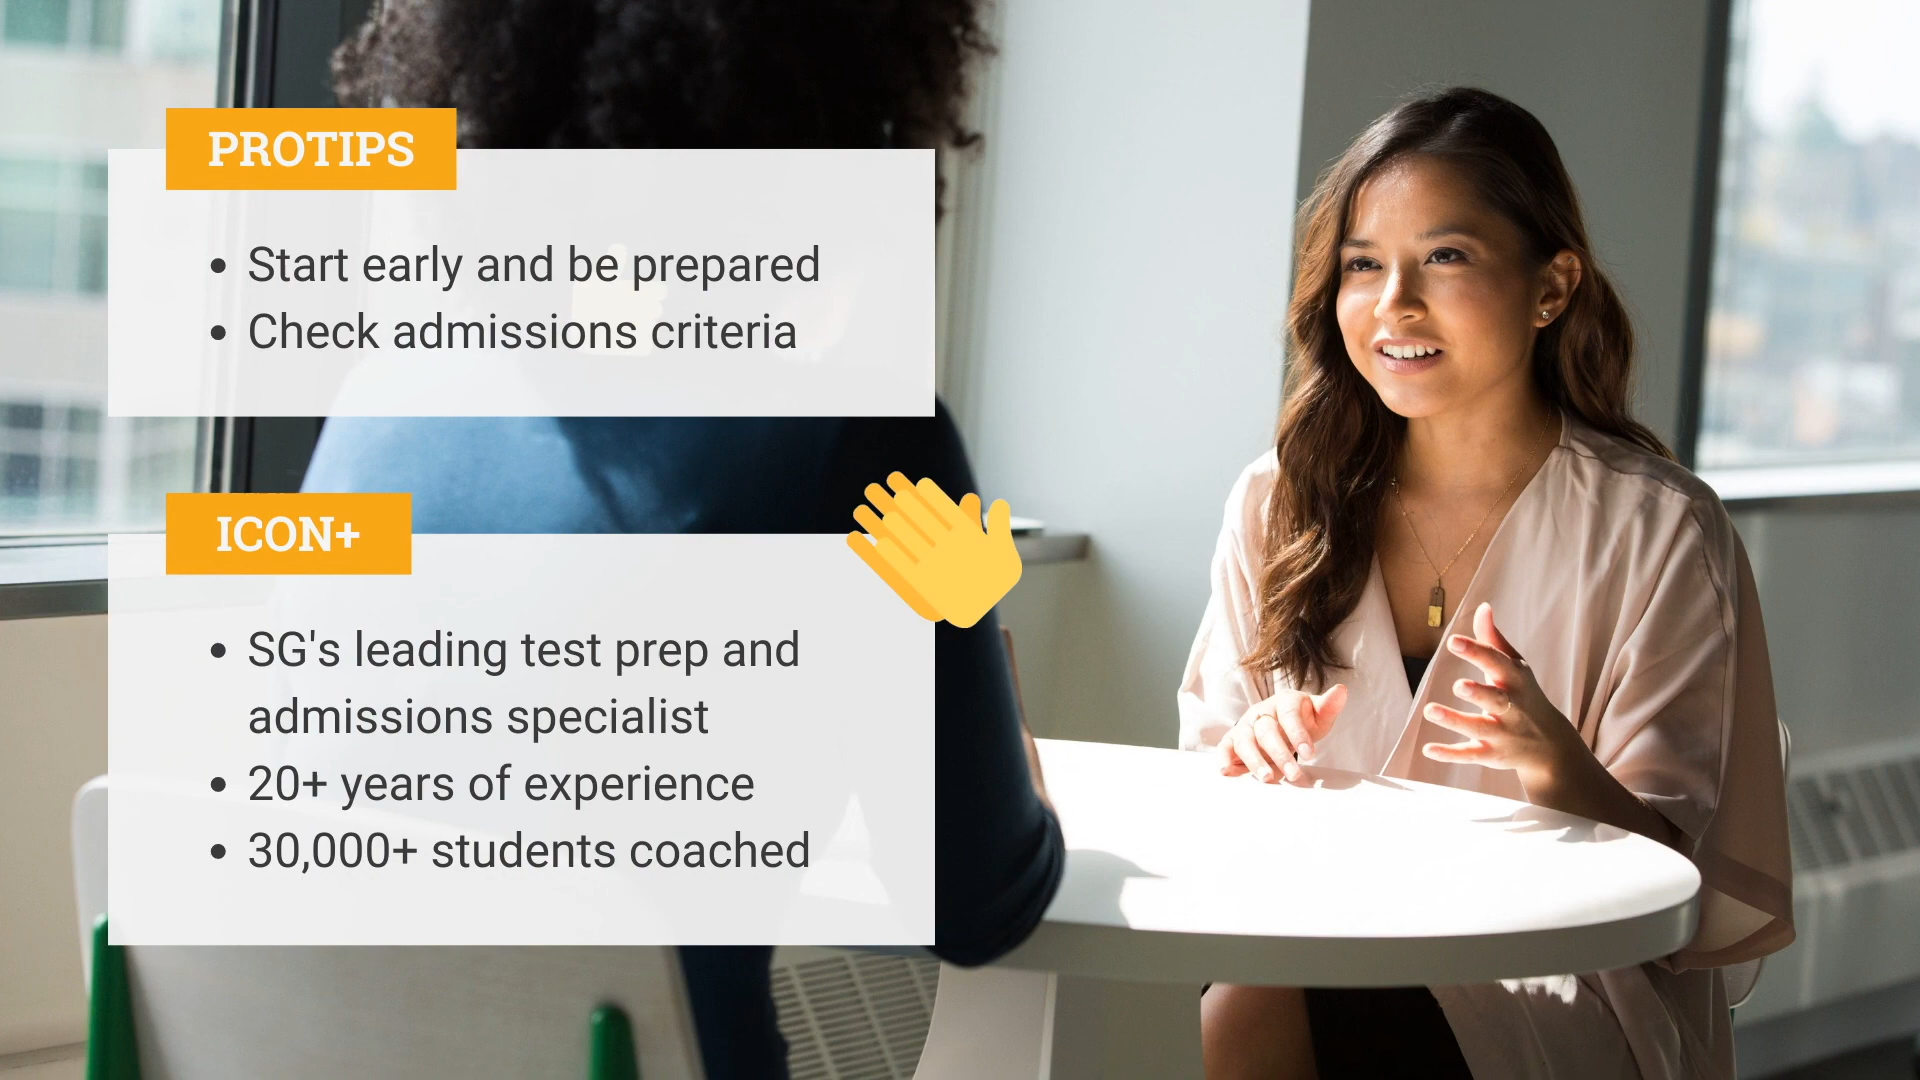 PROTIPS
• Start early and be prepared
• Check admissions criteria
ICON+
• SG's leading test prep and
admissions specialist
• 20+ years of experience
• 30,000+ students coached